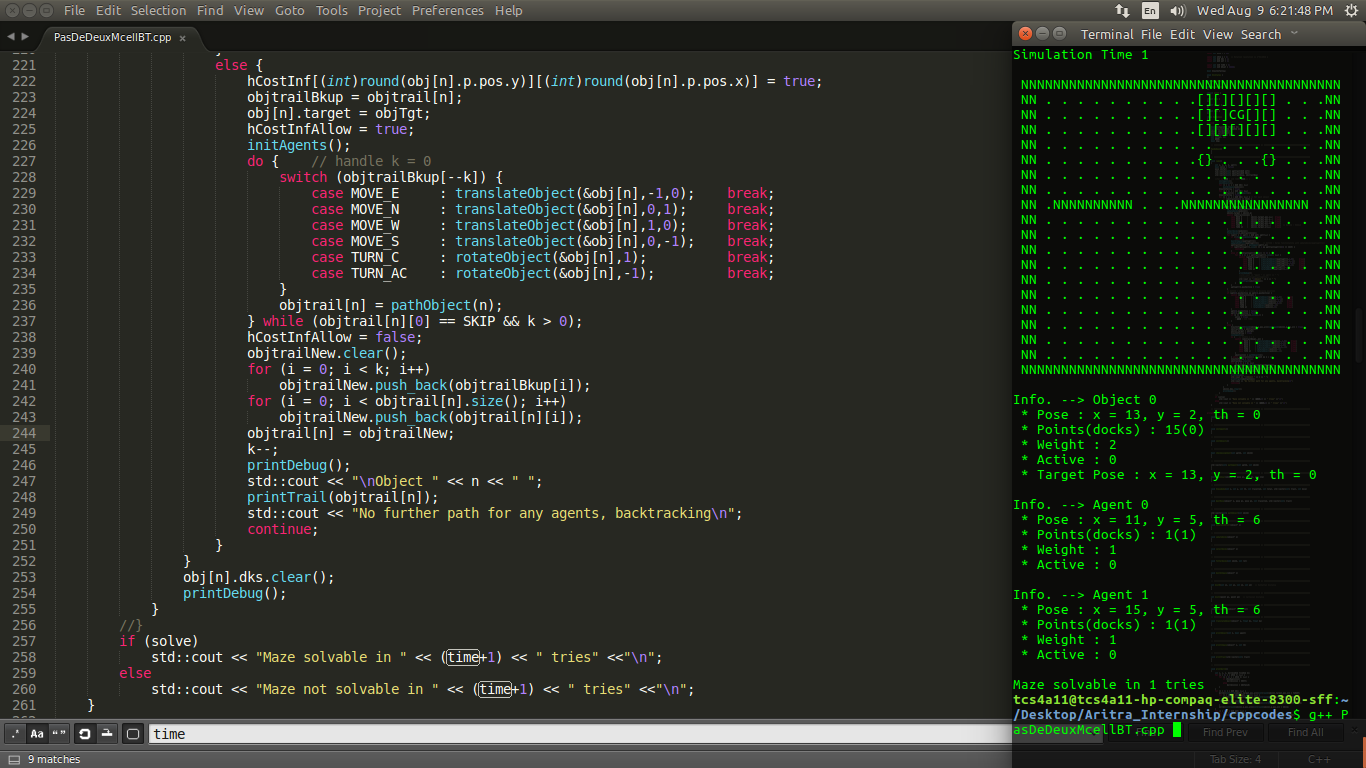 File Edit Selection Find View Goto Tools Project Preferences Help
En Wed Aug 9 6:21:48 PM
PasDeDeuxMcellBT.cpp ×
221 else {
222 hCostInf[(int)round(obj[n].p.pos.y)][(int)round(obj[n].p.pos.x)] = true;
223 objtrailBkup = objtrail[n];
224 obj[n].target = objTgt;
225 hCostInfAllow = true;
226 initAgents();
227 do { // handle k = 0
228 switch (objtrailBkup[--k]) {
229 case MOVE_E : translateObject(&obj[n],-1,0); break;
230 case MOVE_N : translateObject(&obj[n],0,1); break;
231 case MOVE_W : translateObject(&obj[n],1,0); break;
232 case MOVE_S : translateObject(&obj[n],0,-1); break;
233 case TURN_C : rotateObject(&obj[n],1); break;
234 case TURN_AC : rotateObject(&obj[n],-1); break;
235 }
236 objtrail[n] = pathObject(n);
237 } while (objtrail[n][0] == SKIP && k > 0);
238 hCostInfAllow = false;
239 objtrailNew.clear();
240 for (i = 0; i < k; i++)
241 objtrailNew.push_back(objtrailBkup[i]);
242 for (i = 0; i < objtrail[n].size(); i++)
243 objtrailNew.push_back(objtrail[n][i]);
244 objtrail[n] = objtrailNew;
245 k--;
246 printDebug();
247 std::cout << "\nObject " << n << " ";
248 printTrail(objtrail[n]);
249 std::cout << "No further path for any agents, backtracking\n";
250 continue;
251 }
252 }
253 obj[n].dks.clear();
254 printDebug();
255 }
256 //}
257 if (solve)
258 std::cout << "Maze solvable in " << (time+1) << " tries" <<"\n";
259 else
260 std::cout << "Maze not solvable in " << (time+1) << " tries" <<"\n";
261 }
.* Aa “” time
9 matches
Terminal File Edit View Search
Simulation Time 1
NNNNNNNNNNNNNNNNNNNNNNNNNNNNNNNNNNNNNNNN
NN . . . . . . . . . .[][][][][] . . .NN
NN . . . . . . . . . .[][]CG[][] . . .NN
NN . . . . . . . . . .[][][][][] . . .NN
NN . . . . . . . . . . . . . . . . . .NN
NN . . . . . . . . . .{} . . .{} . . .NN
NN . . . . . . . . . . . . . . . . . .NN
NN . . . . . . . . . . . . . . . . . .NN
NN .NNNNNNNNNN . . .NNNNNNNNNNNNNNNN .NN
NN . . . . . . . . . . . . . . . . . .NN
NN . . . . . . . . . . . . . . . . . .NN
NN . . . . . . . . . . . . . . . . . .NN
NN . . . . . . . . . . . . . . . . . .NN
NN . . . . . . . . . . . . . . . . . .NN
NN . . . . . . . . . . . . . . . . . .NN
NN . . . . . . . . . . . . . . . . . .NN
NN . . . . . . . . . . . . . . . . . .NN
NN . . . . . . . . . . . . . . . . . .NN
NN . . . . . . . . . . . . . . . . . .NN
NNNNNNNNNNNNNNNNNNNNNNNNNNNNNNNNNNNNNNNN
Info. --> Object 0
* Pose : x = 13, y = 2, th = 0
* Points(docks) : 15(0)
* Weight : 2
* Active : 0
* Target Pose : x = 13, y = 2, th = 0
Info. --> Agent 0
* Pose : x = 11, y = 5, th = 6
* Points(docks) : 1(1)
* Weight : 1
* Active : 0
Info. --> Agent 1
* Pose : x = 15, y = 5, th = 6
* Points(docks) : 1(1)
* Weight : 1
* Active : 0
Maze solvable in 1 tries
tcs4a11@tcs4a11-hp-compaq-elite-8300-sff:~
/Desktop/Aritra_Internship/cppcodes$ g++ P
asDeDeuxMcellBT.cpp
Find Prev Find All
Tab Size: 4 C++